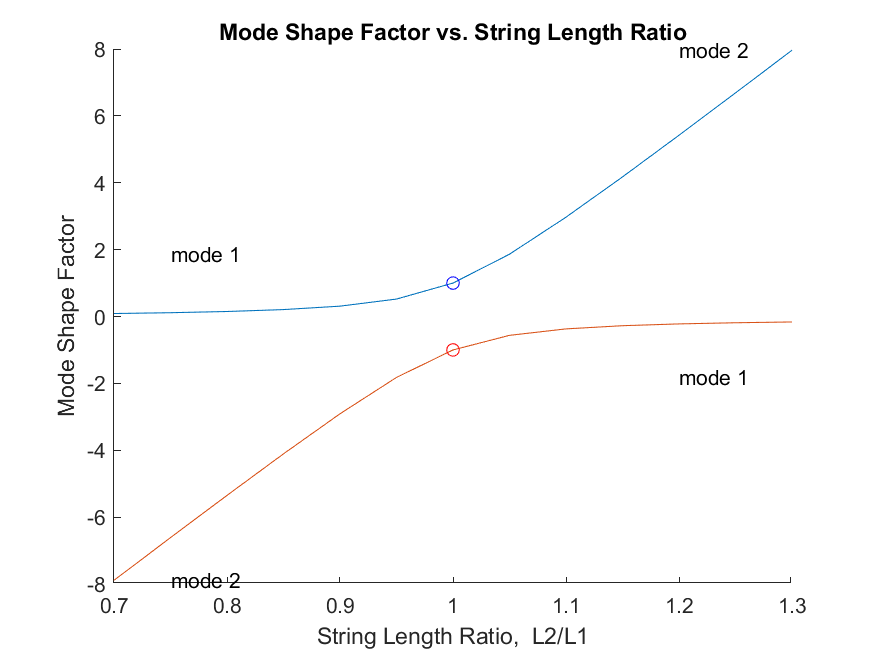 Mode Shape Factor vs. String Length Ratio
mode 2
8
6
4
mode 1
2
0
-2
mode 1
-4
-6
mode 2
-8
0.7 0.8 0.9 1 1.1 1.2 1.3
Mode Shape Factor
String Length Ratio, L2/L1